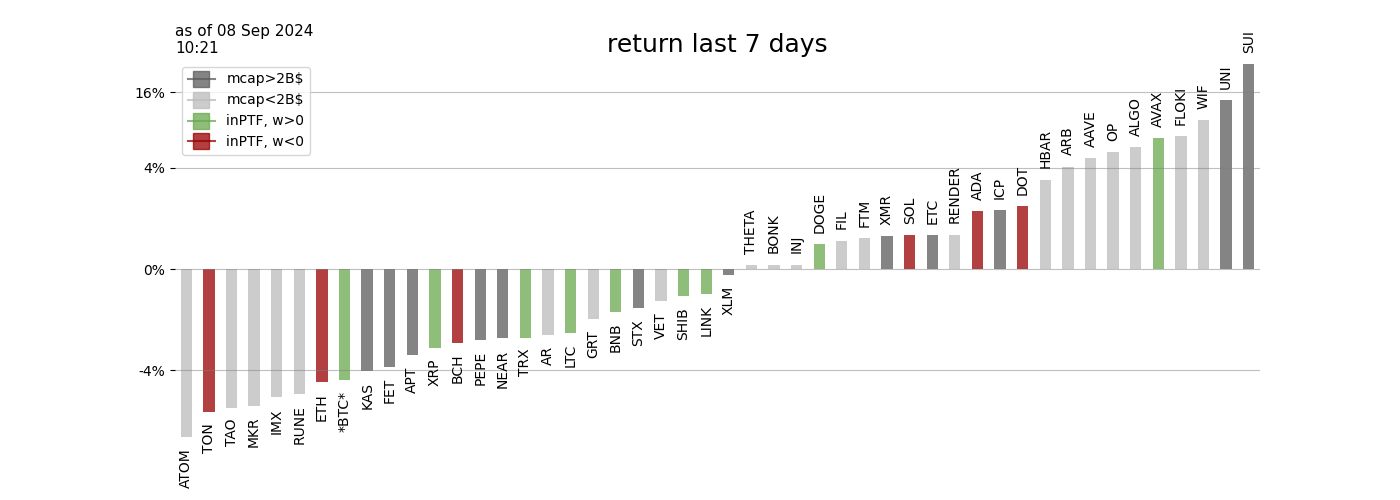 as of 08 Sep 2024
10:21
return last 7 days
mcap>2B$
mcap<2B$
inPTF, w>0
inPTF, w<0
16%
4%
0%
-4%
ATOM
TON
TAO
MKR
IMX
RUNE
ETH
*BTC*
KAS
FET
APT
XRP
BCH
PEPE
NEAR
TRX
AR
LTC
GRT
BNB
STX
VET
SHIB
LINK
XLM
THETA
BONK
INJ
DOGE
FIL
FTM
XMR
SOL
ETC
RENDER
ADA
ICP
DOT
HBAR
ARB
AAVE
OP
ALGO
AVAX
FLOKI
WIF
UNI
SUI